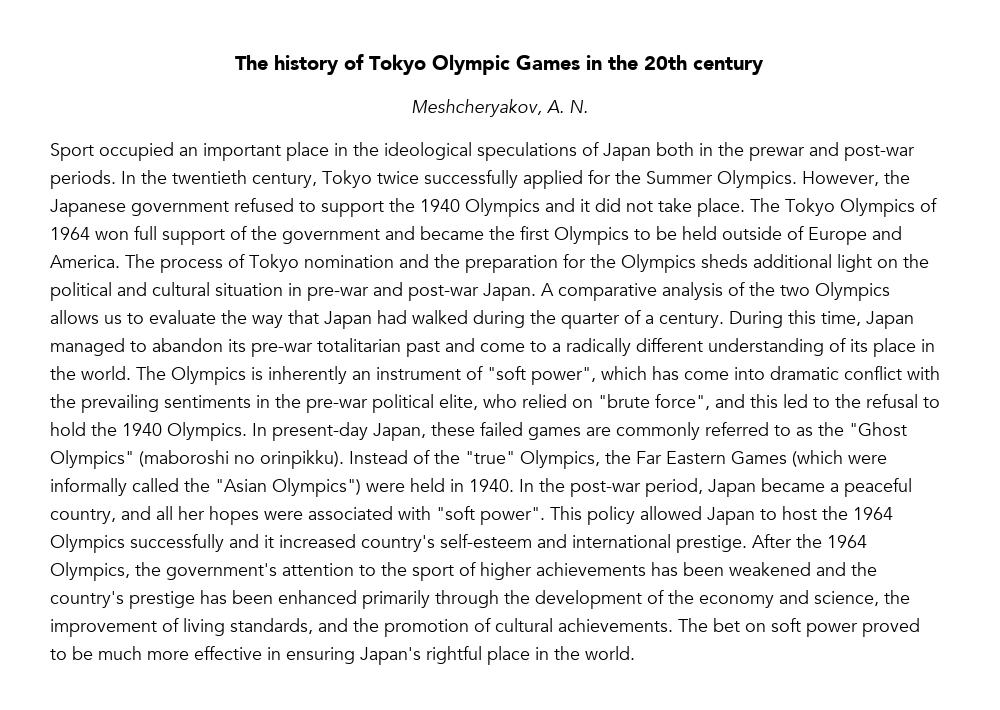 The history of Tokyo Olympic Games in the 20th century
Meshcheryakov, A. N.
Sport occupied an important place in the ideological speculations of Japan both in the prewar and post-war
periods. In the twentieth century, Tokyo twice successfully applied for the Summer Olympics. However, the
Japanese government refused to support the 1940 Olympics and it did not take place. The Tokyo Olympics of
1964 won full support of the government and became the first Olympics to be held outside of Europe and
America. The process of Tokyo nomination and the preparation for the Olympics sheds additional light on the
political and cultural situation in pre-war and post-war Japan. A comparative analysis of the two Olympics
allows us to evaluate the way that Japan had walked during the quarter of a century. During this time, Japan
managed to abandon its pre-war totalitarian past and come to a radically different understanding of its place in
the world. The Olympics is inherently an instrument of "soft power", which has come into dramatic conflict with
the prevailing sentiments in the pre-war political elite, who relied on "brute force", and this led to the refusal to
hold the 1940 Olympics. In present-day Japan, these failed games are commonly referred to as the "Ghost
Olympics" (maboroshi no orinpikku). Instead of the "true" Olympics, the Far Eastern Games (which were
informally called the "Asian Olympics") were held in 1940. In the post-war period, Japan became a peaceful
country, and all her hopes were associated with "soft power". This policy allowed Japan to host the 1964
Olympics successfully and it increased country's self-esteem and international prestige. After the 1964
Olympics, the government's attention to the sport of higher achievements has been weakened and the
country's prestige has been enhanced primarily through the development of the economy and science, the
improvement of living standards, and the promotion of cultural achievements. The bet on soft power proved
to be much more effective in ensuring Japan's rightful place in the world.